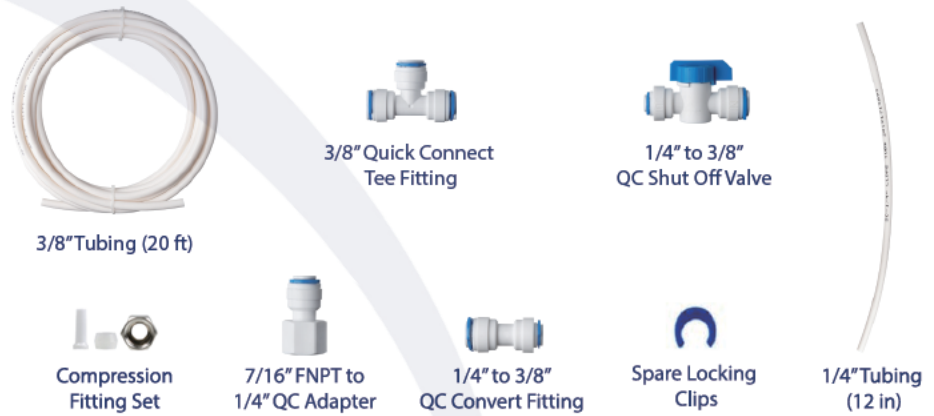 3/8" Quick Connect
Tee Fitting
1/4" to 3/8"
QC Shut Off Valve
3/8" Tubing (20 ft)
Compression
Fitting Set
7/16" FNPT to
1/4" QC Adapter
1/4" to 3/8"
QC Convert Fitting
Spare Locking
Clips
1/4" Tubing
(12 in)